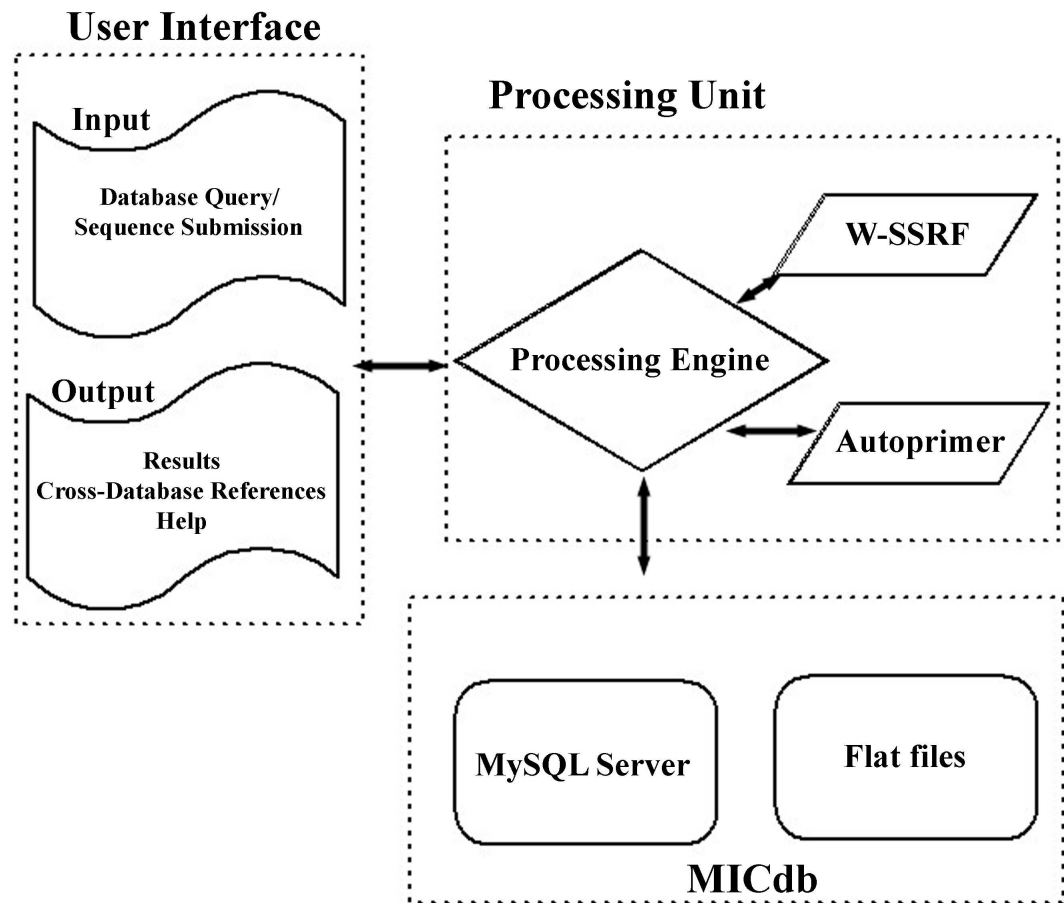 User Interface
Input
Database Query/
Sequence Submission
Output
Results
Cross-Database References
Help
Processing Unit
W-SSRF
Processing Engine
Autoprimer
MySQL Server
Flat files
MICdb